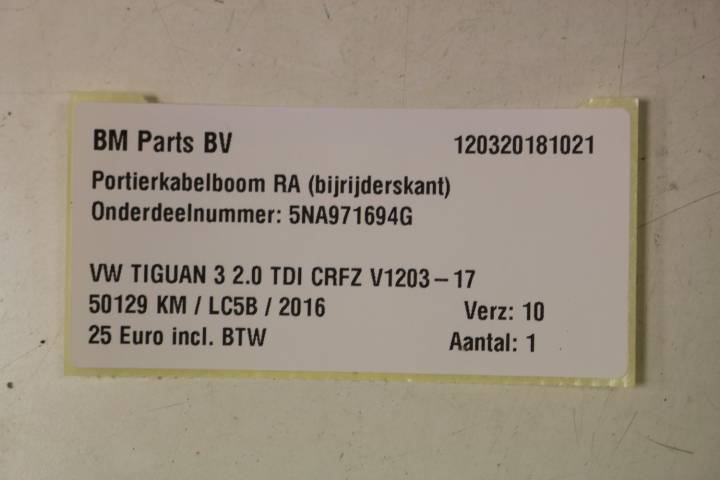 BM Parts BV 120320181021
Portierkabelboom RA (bijrijderskant)
Onderdeelnummer: 5NA971694G
VW TIGUAN 3 2.0 TDI CRFZ V1203-17
50129 KM / LC5B / 2016 Verz: 10
25 Euro incl. BTW Aantal: 1